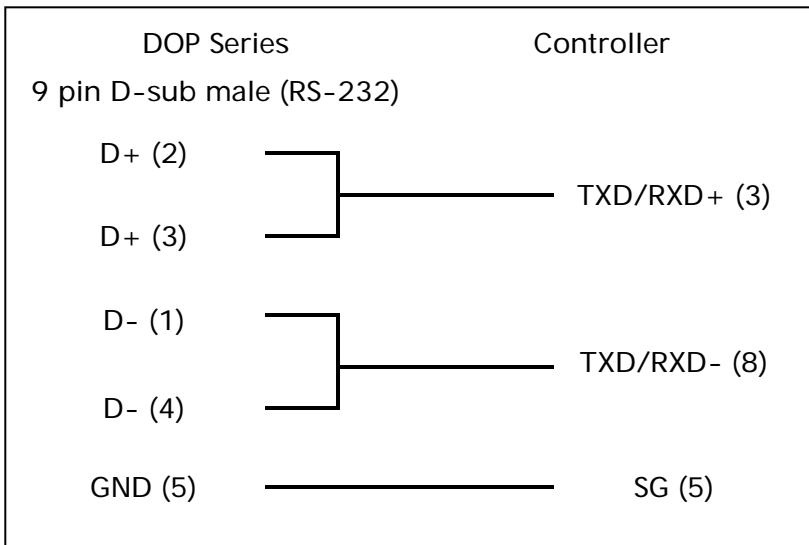 DOP Series Controller
9 pin D-sub male (RS-232)
D+ (2)
TXD/RXD+ (3)
D+ (3)
D- (1)
TXD/RXD- (8)
D- (4)
GND (5) SG (5)